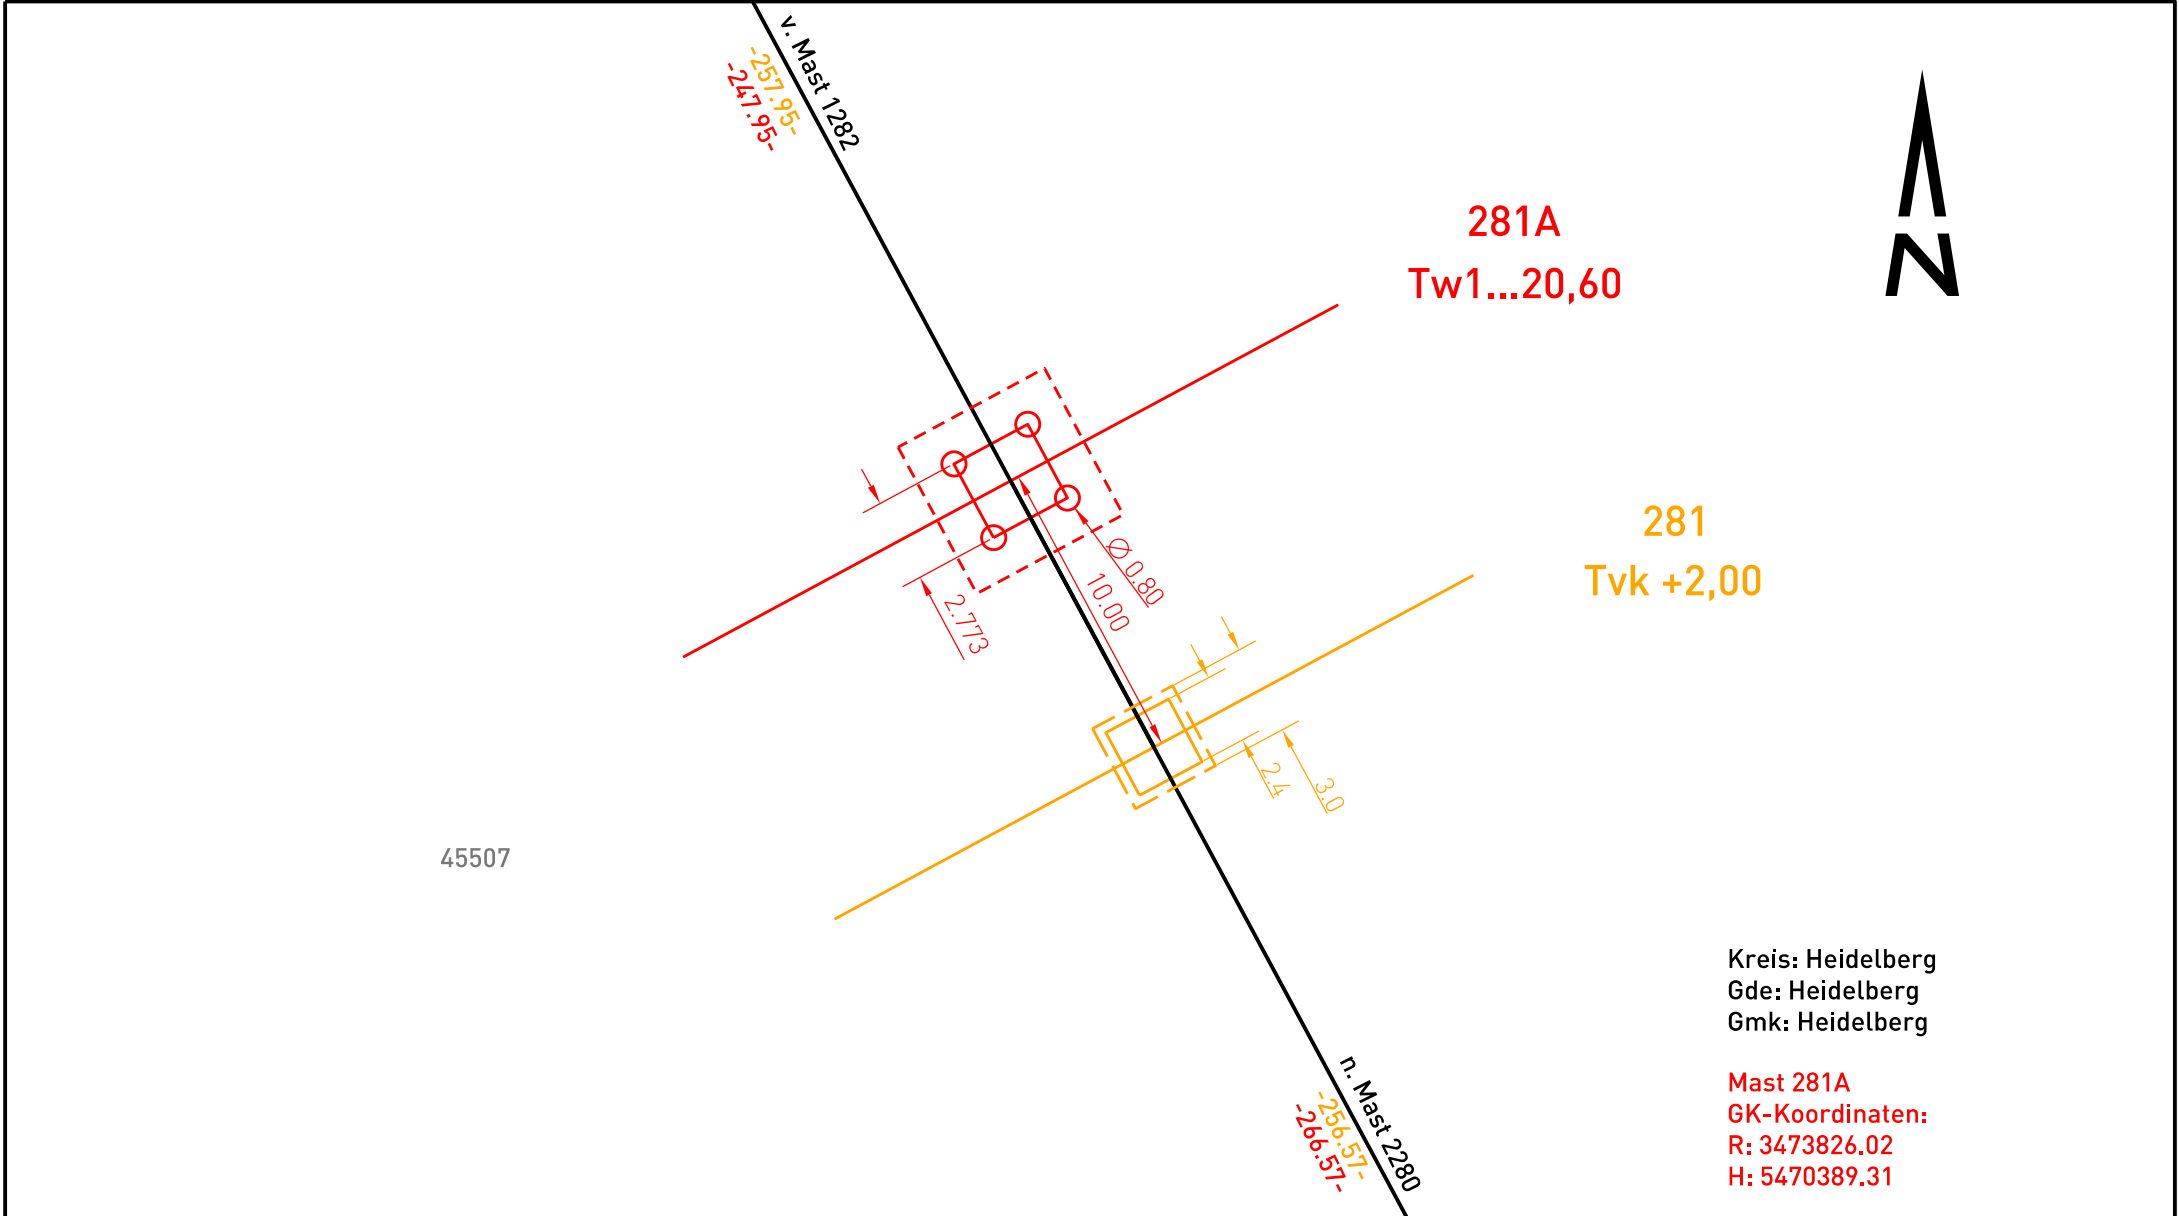 v. Mast 1282
-257.95-
-247.95-
N
281A
Tw1...20,60
281
Tvk +2,00
Ø 0.80
10.00
2.773
2.4
3.0
45507
n. Mast 2280
-256.57-
-266.57-
Kreis: Heidelberg
Gde: Heidelberg
Gmk: Heidelberg
Mast 281A
GK-Koordinaten:
R: 3473826.02
H: 5470389.31